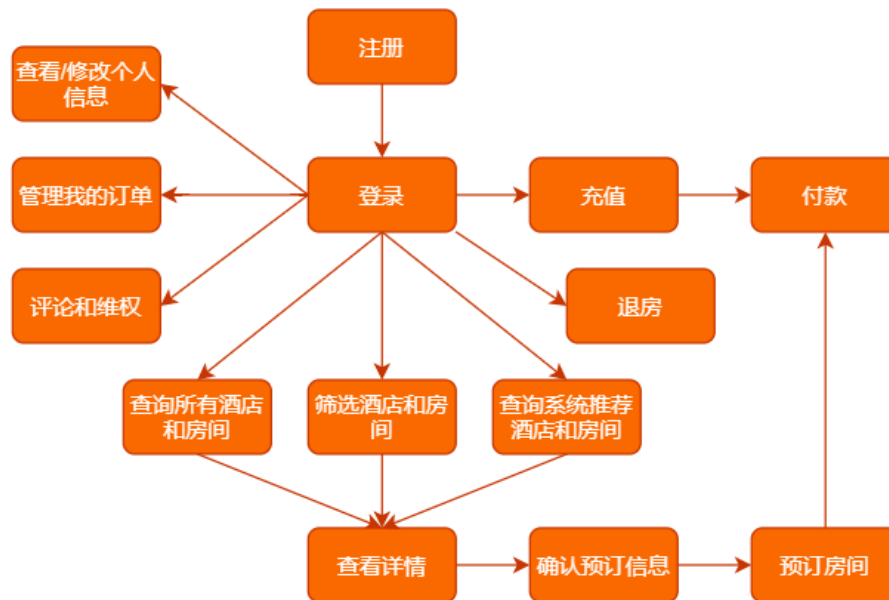 注册
查看/修改个人
信息
管理我的订单
登录
充值
付款
评论和维权
退房
查询所有酒店
和房间
筛选酒店和房
间
查询系统推荐
酒店和房间
查看详情
确认预订信息
预订房间